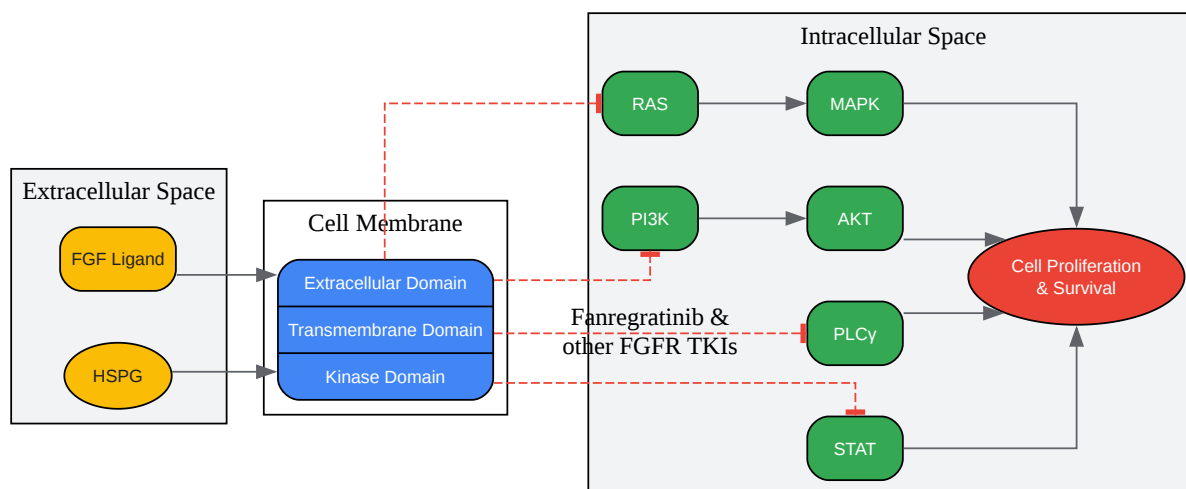 Intracellular Space
RAS
MAPK
Extracellular Space
Cell Membrane
PI3K
AKT
FGF Ligand
Extracellular Domain
Cell Proliferation
& Survival
Transmembrane Domain
Fanregratinib &
other FGFR TKIs
PLCγ
HSPG
Kinase Domain
STAT